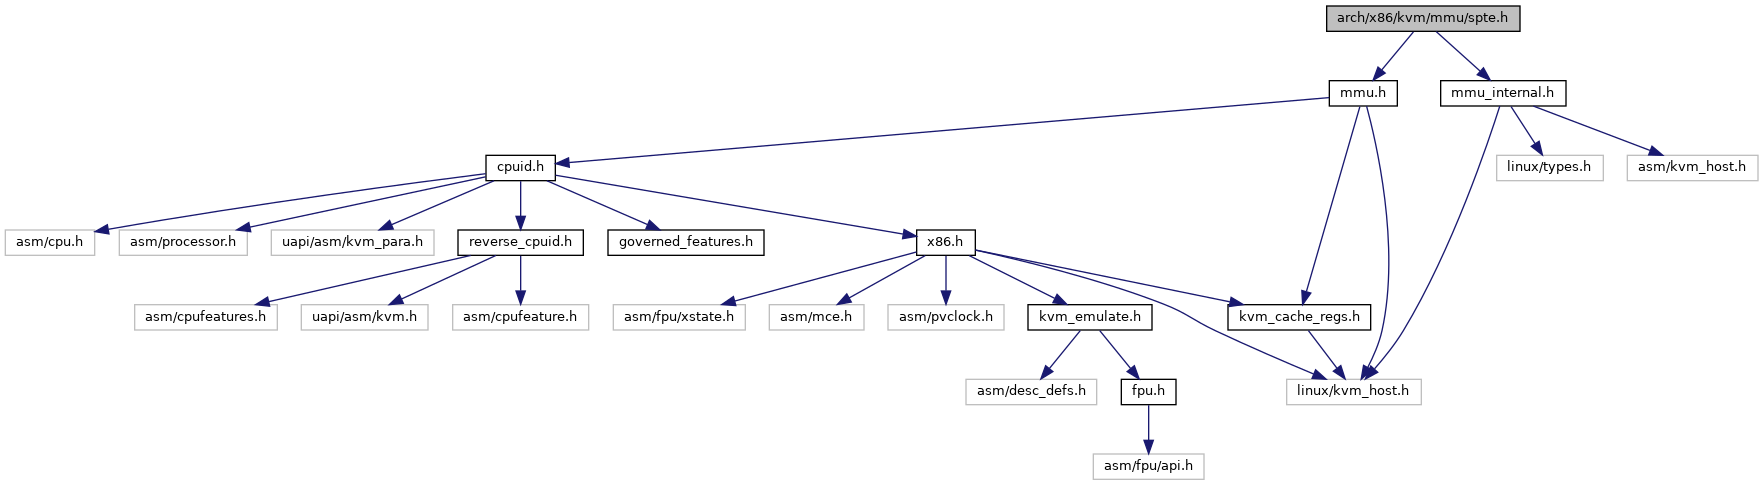 arch/x86/kvm/mmu/spte.h
mmu.h
mmu_internal.h
cpuid.h
linux/types.h
asm/kvm_host.h
asm/cpu.h
asm/processor.h
uapi/asm/kvm_para.h
reverse_cpuid.h
governed_features.h
x86.h
asm/cpufeatures.h
uapi/asm/kvm.h
asm/cpufeature.h
asm/fpu/xstate.h
asm/mce.h
asm/pvclock.h
kvm_emulate.h
kvm_cache_regs.h
asm/desc_defs.h
fpu.h
linux/kvm_host.h
asm/fpu/api.h